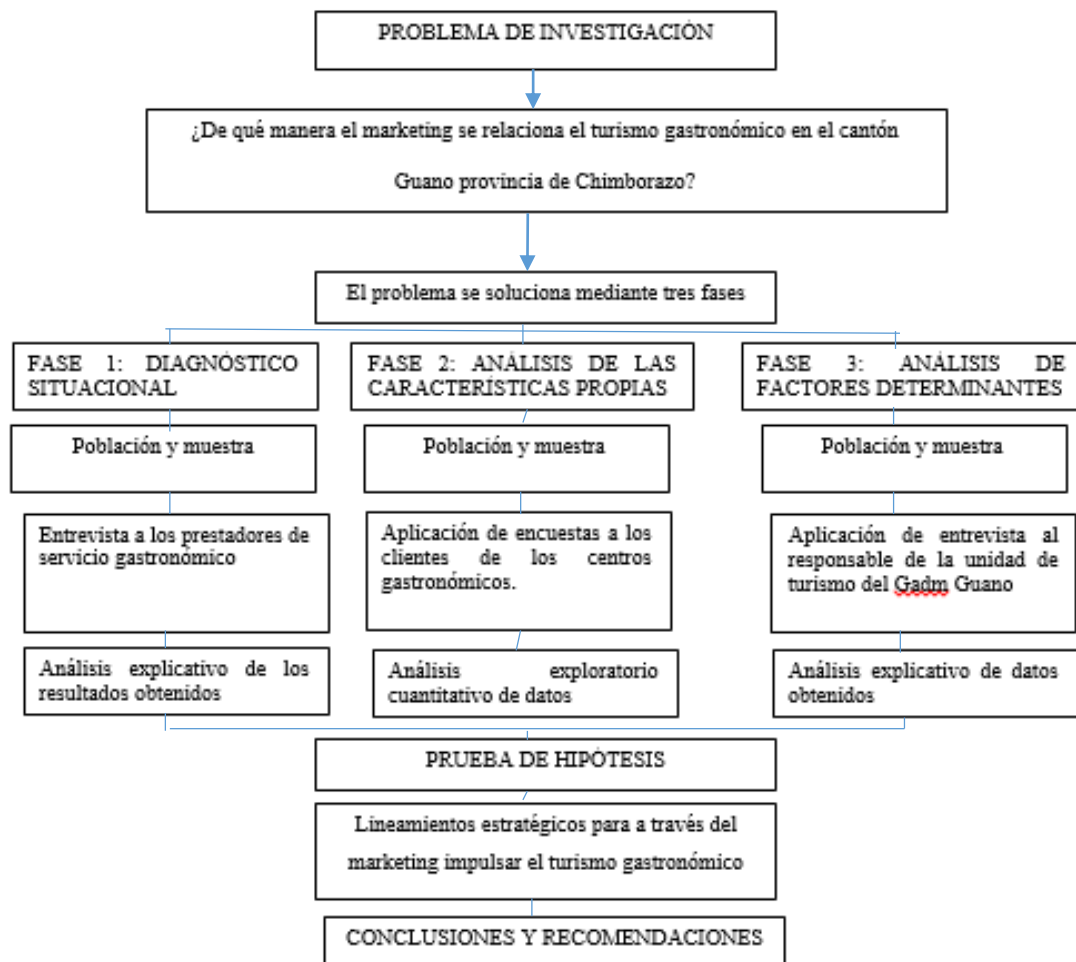 PROBLEMA DE INVESTIGACIÓN
¿De qué manera el marketing se relaciona el turismo gastronómico en el cantón
Guano provincia de Chimborazo?
El problema se soluciona mediante tres fases
FASE 1: DIAGNÓSTICO
SITUACIONAL
FASE 2: ANÁLISIS DE LAS
CARACTERÍSTICAS PROPIAS
FASE 3: ANÁLISIS DE
FACTORES DETERMINANTES
Población y muestra
Población y muestra
Población y muestra
Entrevista a los prestadores de
servicio gastronómico
Aplicación de encuestas a los
clientes de los centros
gastronómicos.
Aplicación de entrevista al
responsable de la unidad de
turismo del Gadm Guano
Análisis explicativo de los
resultados obtenidos
Análisis exploratorio
cuantitativo de datos
Análisis explicativo de datos
obtenidos
PRUEBA DE HIPÓTESIS
Lineamientos estratégicos para a través del
marketing impulsar el turismo gastronómico
CONCLUSIONES Y RECOMENDACIONES